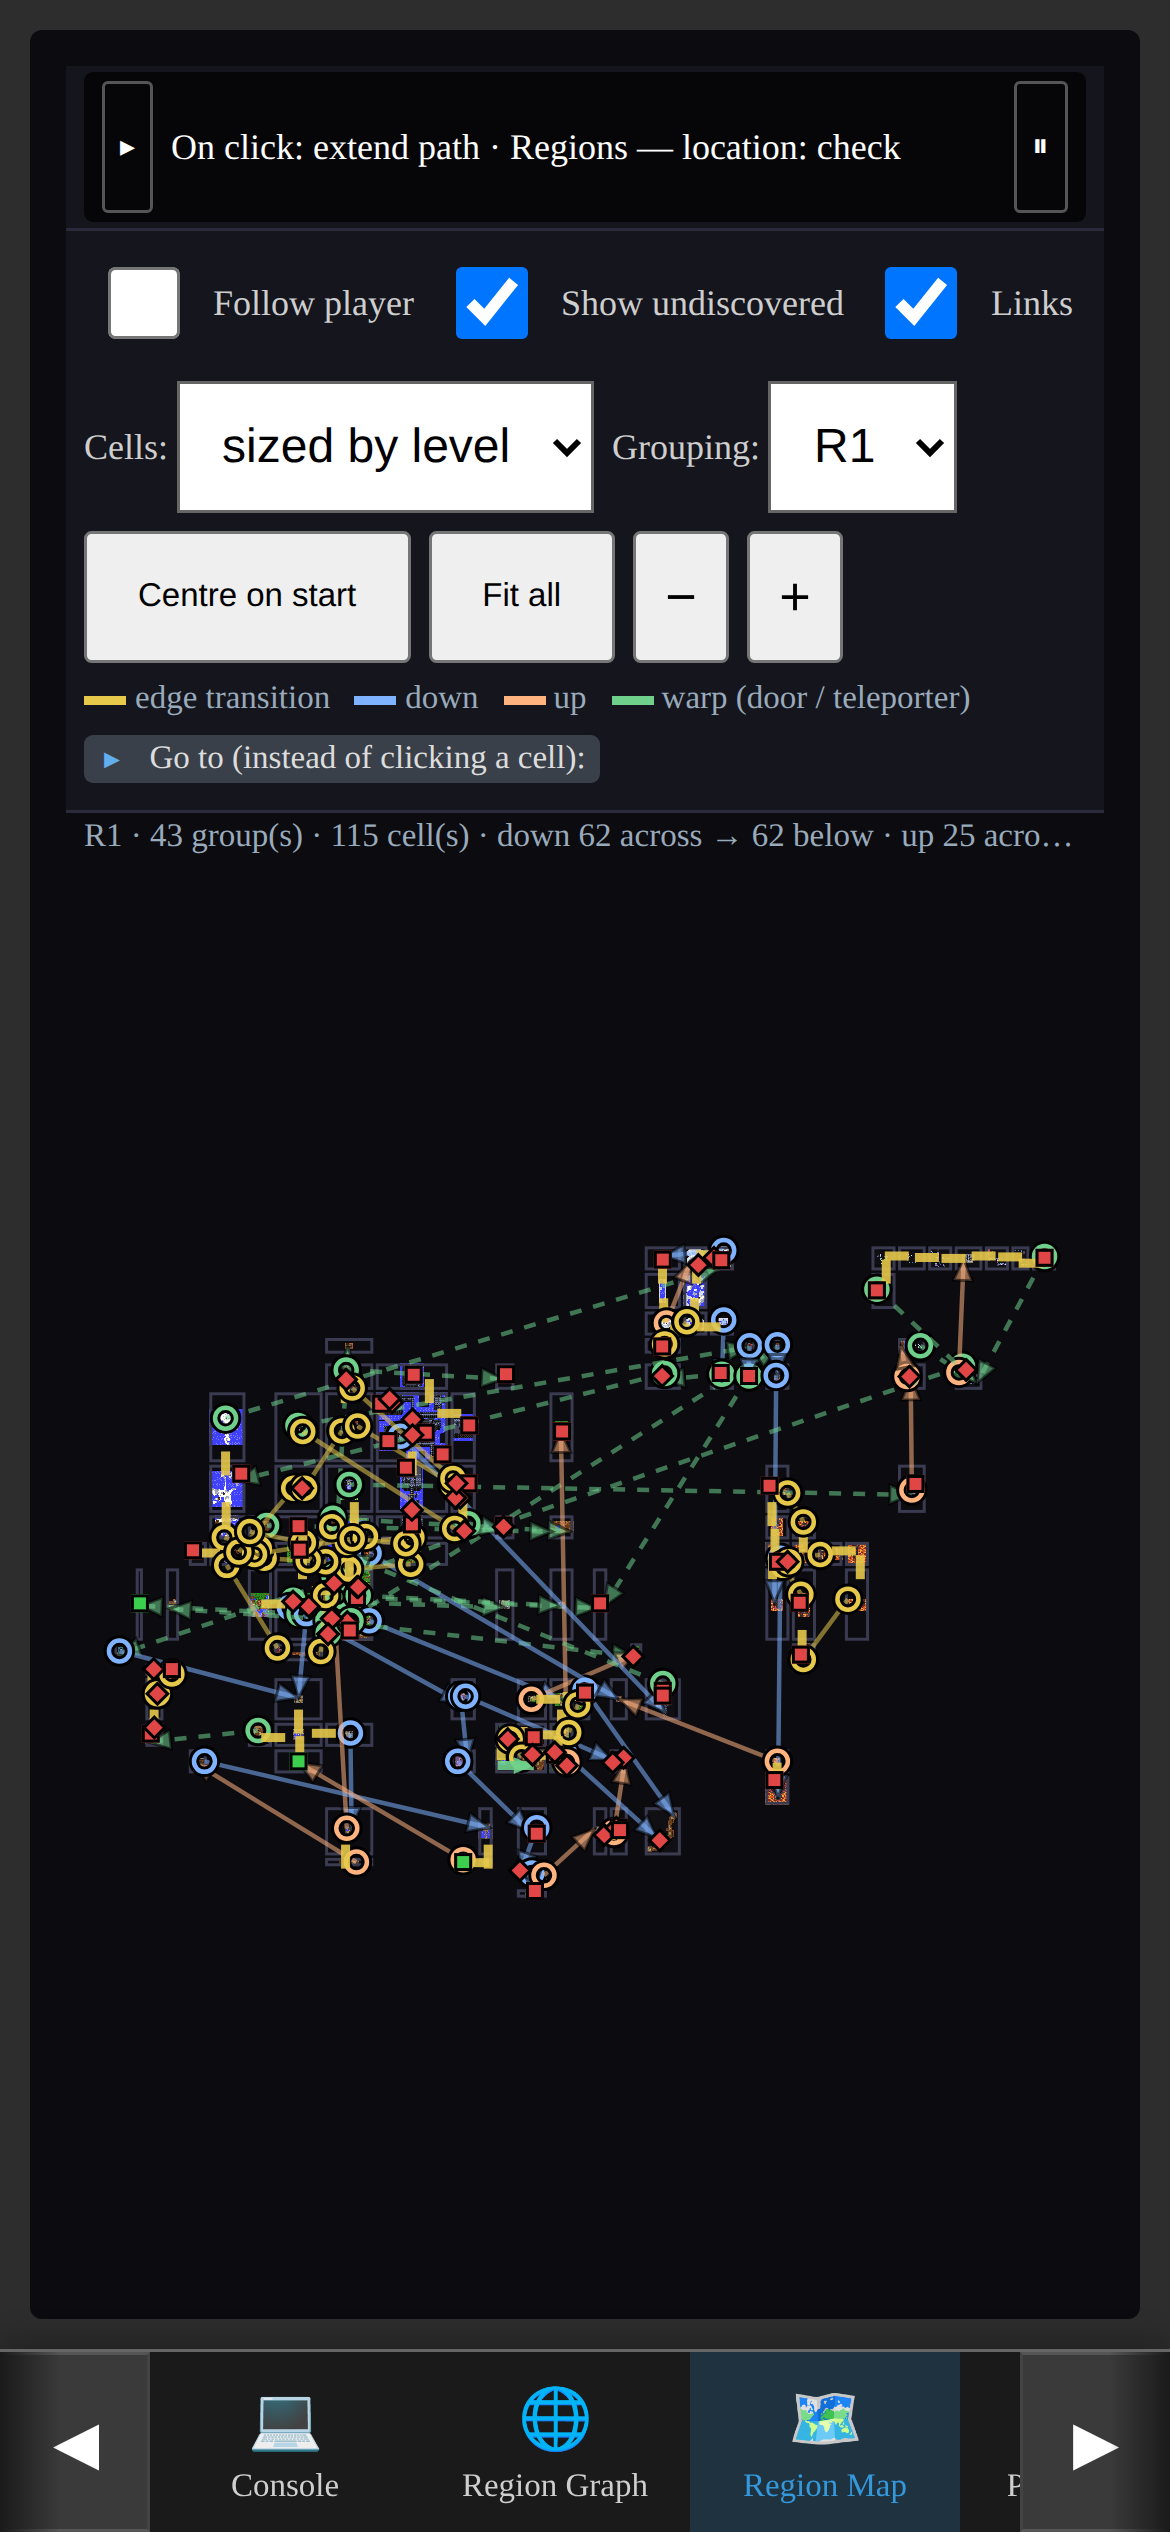 On click: extend path · Regions — location: check
Follow player Show undiscovered Links
Cells: sized by level Grouping: R1
Centre on start Fit all − +
edge transition down up warp (door / teleporter)
Go to (instead of clicking a cell):
R1 · 43 group(s) · 115 cell(s) · down 62 across → 62 below · up 25 acro…
Console Region Graph Region Map P